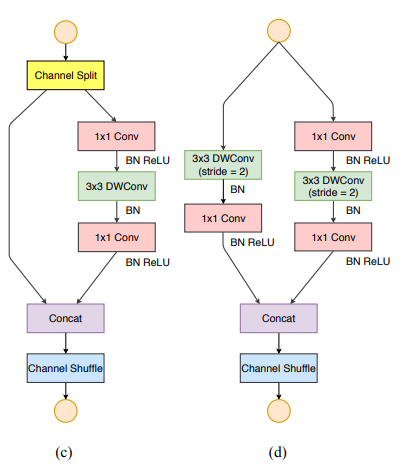 Channel Split
1x1 Conv
BN ReLU
3x3 DWConv
BN
1x1 Conv
BN ReLU
Concat
Channel Shuffle
(c)
3x3 DWConv
(stride = 2)
BN
1x1 Conv
BN ReLU
1x1 Conv
BN ReLU
3x3 DWConv
(stride = 2)
BN
1x1 Conv
BN ReLU
Concat
Channel Shuffle
(d)